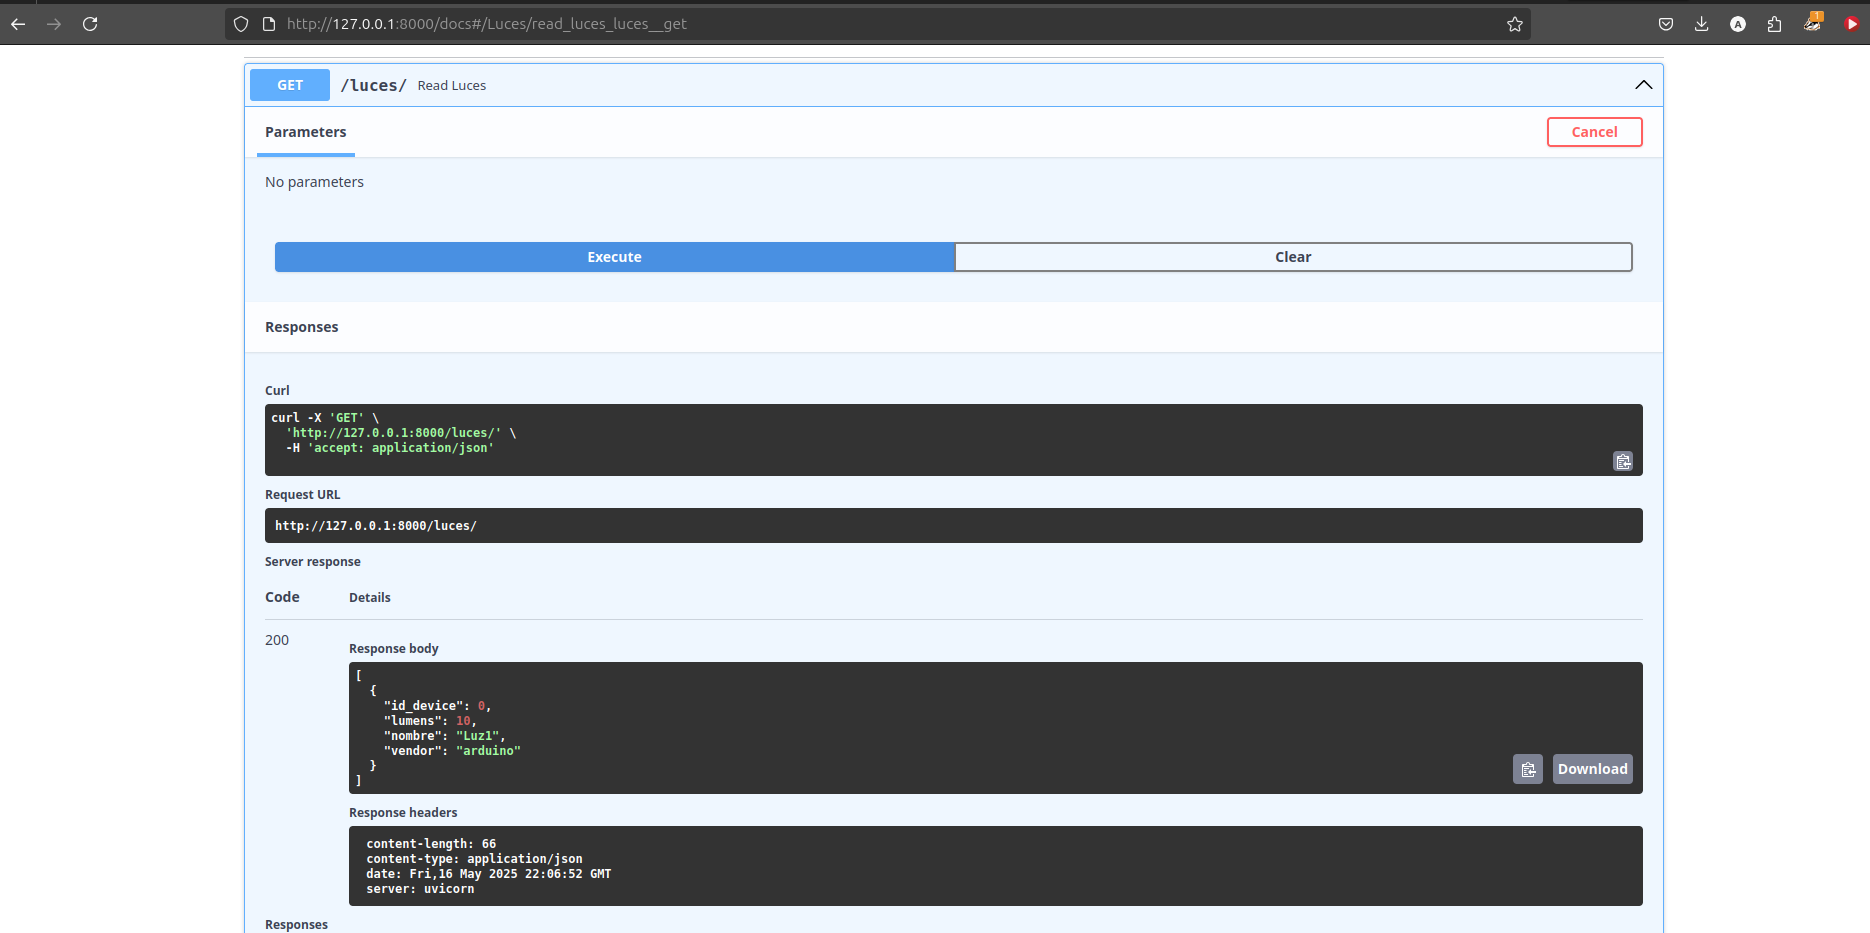 http://127.0.0.1:8000/docs#/Luces/read_luces_luces__get
A
1
GET /luces/ Read Luces
Parameters
Cancel
No parameters
Execute
Clear
Responses
Curl
curl -X 'GET' \
  'http://127.0.0.1:8000/luces/' \
  -H 'accept: application/json'
Request URL
http://127.0.0.1:8000/luces/
Server response
Code Details
200
Response body
[
  {
    "id_device": 0,
    "lumens": 10,
    "nombre": "Luz1",
    "vendor": "arduino"
  }
]
Download
Response headers
content-length: 66
content-type: application/json
date: Fri,16 May 2025 22:06:52 GMT
server: uvicorn
Responses